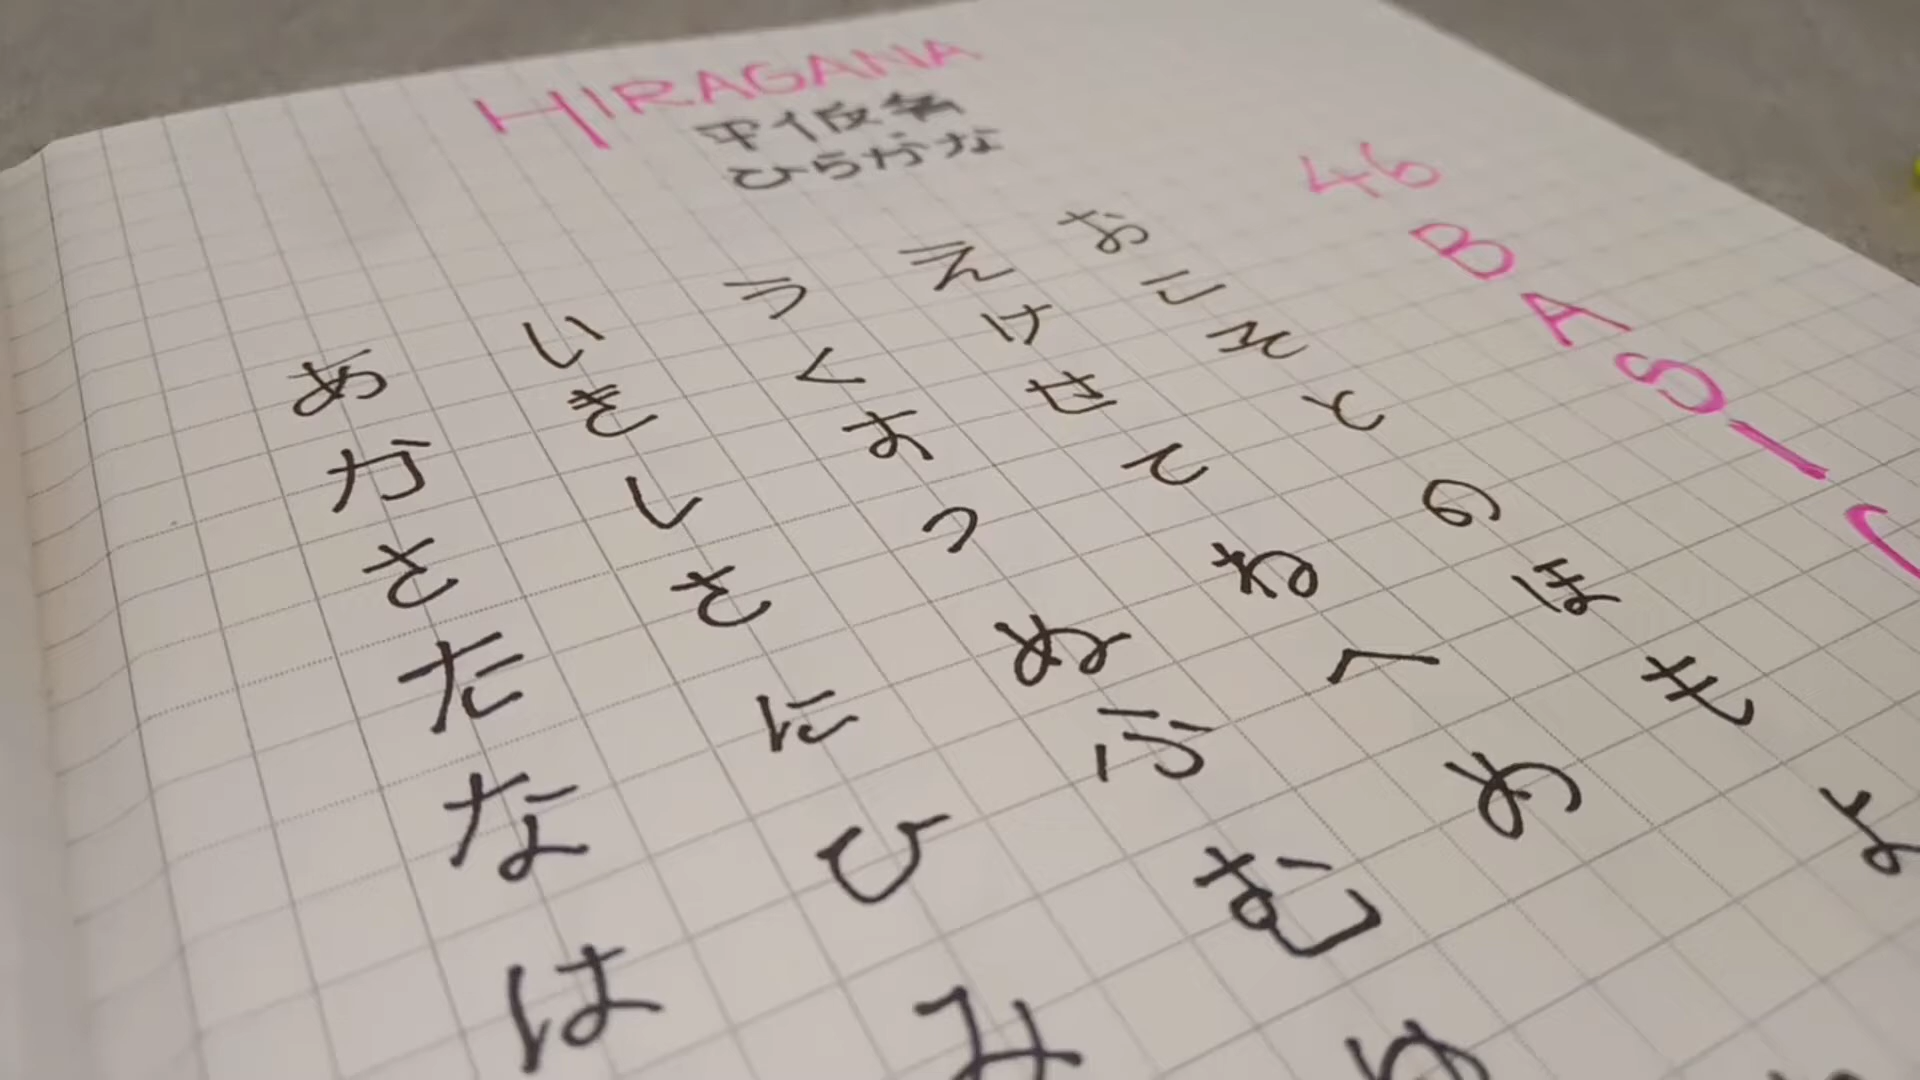 HIRAGANA
平仮名
ひらがな
46 BASIC
あ い う え お
か き く け こ
さ し す せ そ
た ち つ て と
な に ぬ ね の
は ひ ふ へ ほ
み む め も
ゆ よ